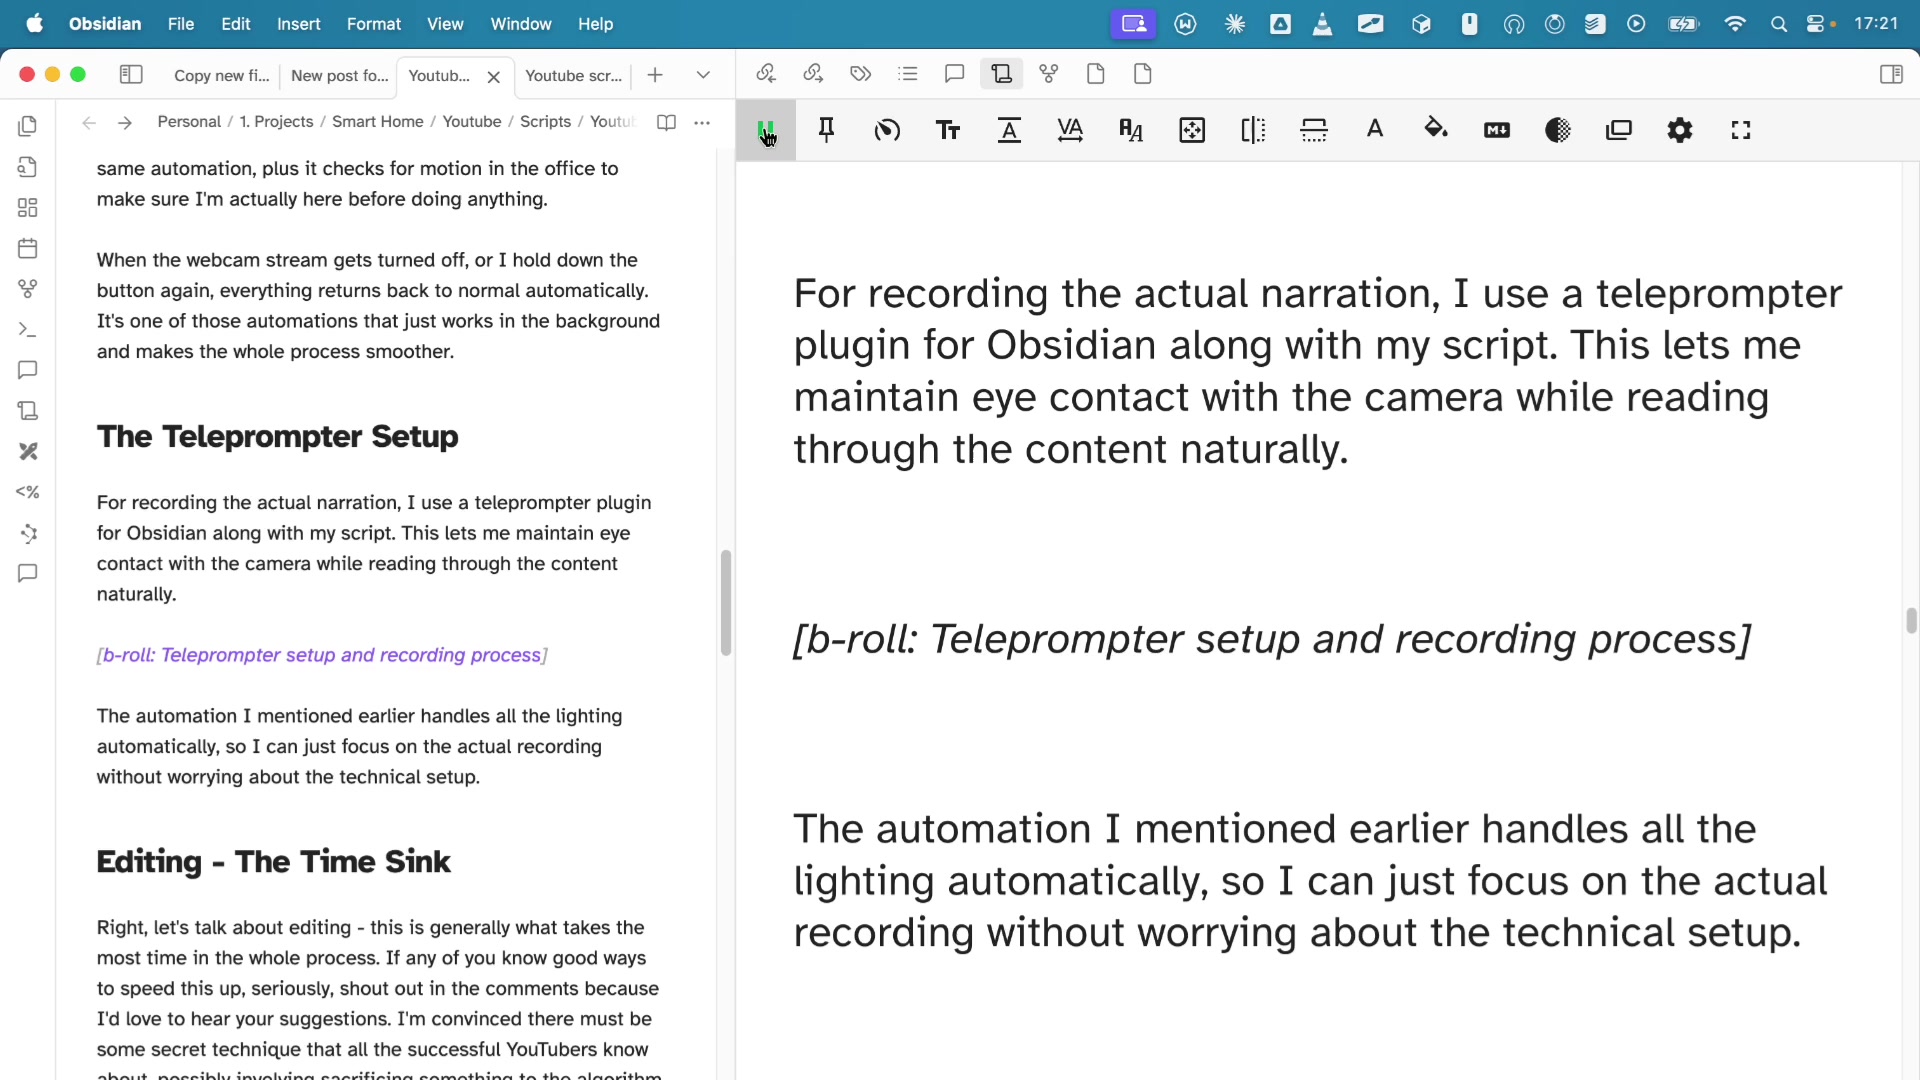 Obsidian File Edit Insert Format View Window Help 17:21
Copy new fi... New post fo... Youtub... Youtube scr...
Personal / 1. Projects / Smart Home / Youtube / Scripts / Youtu
same automation, plus it checks for motion in the office to
make sure I'm actually here before doing anything.
When the webcam stream gets turned off, or I hold down the
button again, everything returns back to normal automatically.
It's one of those automations that just works in the background
and makes the whole process smoother.
The Teleprompter Setup
For recording the actual narration, I use a teleprompter plugin
for Obsidian along with my script. This lets me maintain eye
contact with the camera while reading through the content
naturally.
[b-roll: Teleprompter setup and recording process]
The automation I mentioned earlier handles all the lighting
automatically, so I can just focus on the actual recording
without worrying about the technical setup.
Editing - The Time Sink
Right, let's talk about editing - this is generally what takes the
most time in the whole process. If any of you know good ways
to speed this up, seriously, shout out in the comments because
I'd love to hear your suggestions. I'm convinced there must be
some secret technique that all the successful YouTubers know
about, possibly involving sacrificing something to the algorithm
For recording the actual narration, I use a teleprompter
plugin for Obsidian along with my script. This lets me
maintain eye contact with the camera while reading
through the content naturally.
[b-roll: Teleprompter setup and recording process]
The automation I mentioned earlier handles all the
lighting automatically, so I can just focus on the actual
recording without worrying about the technical setup.